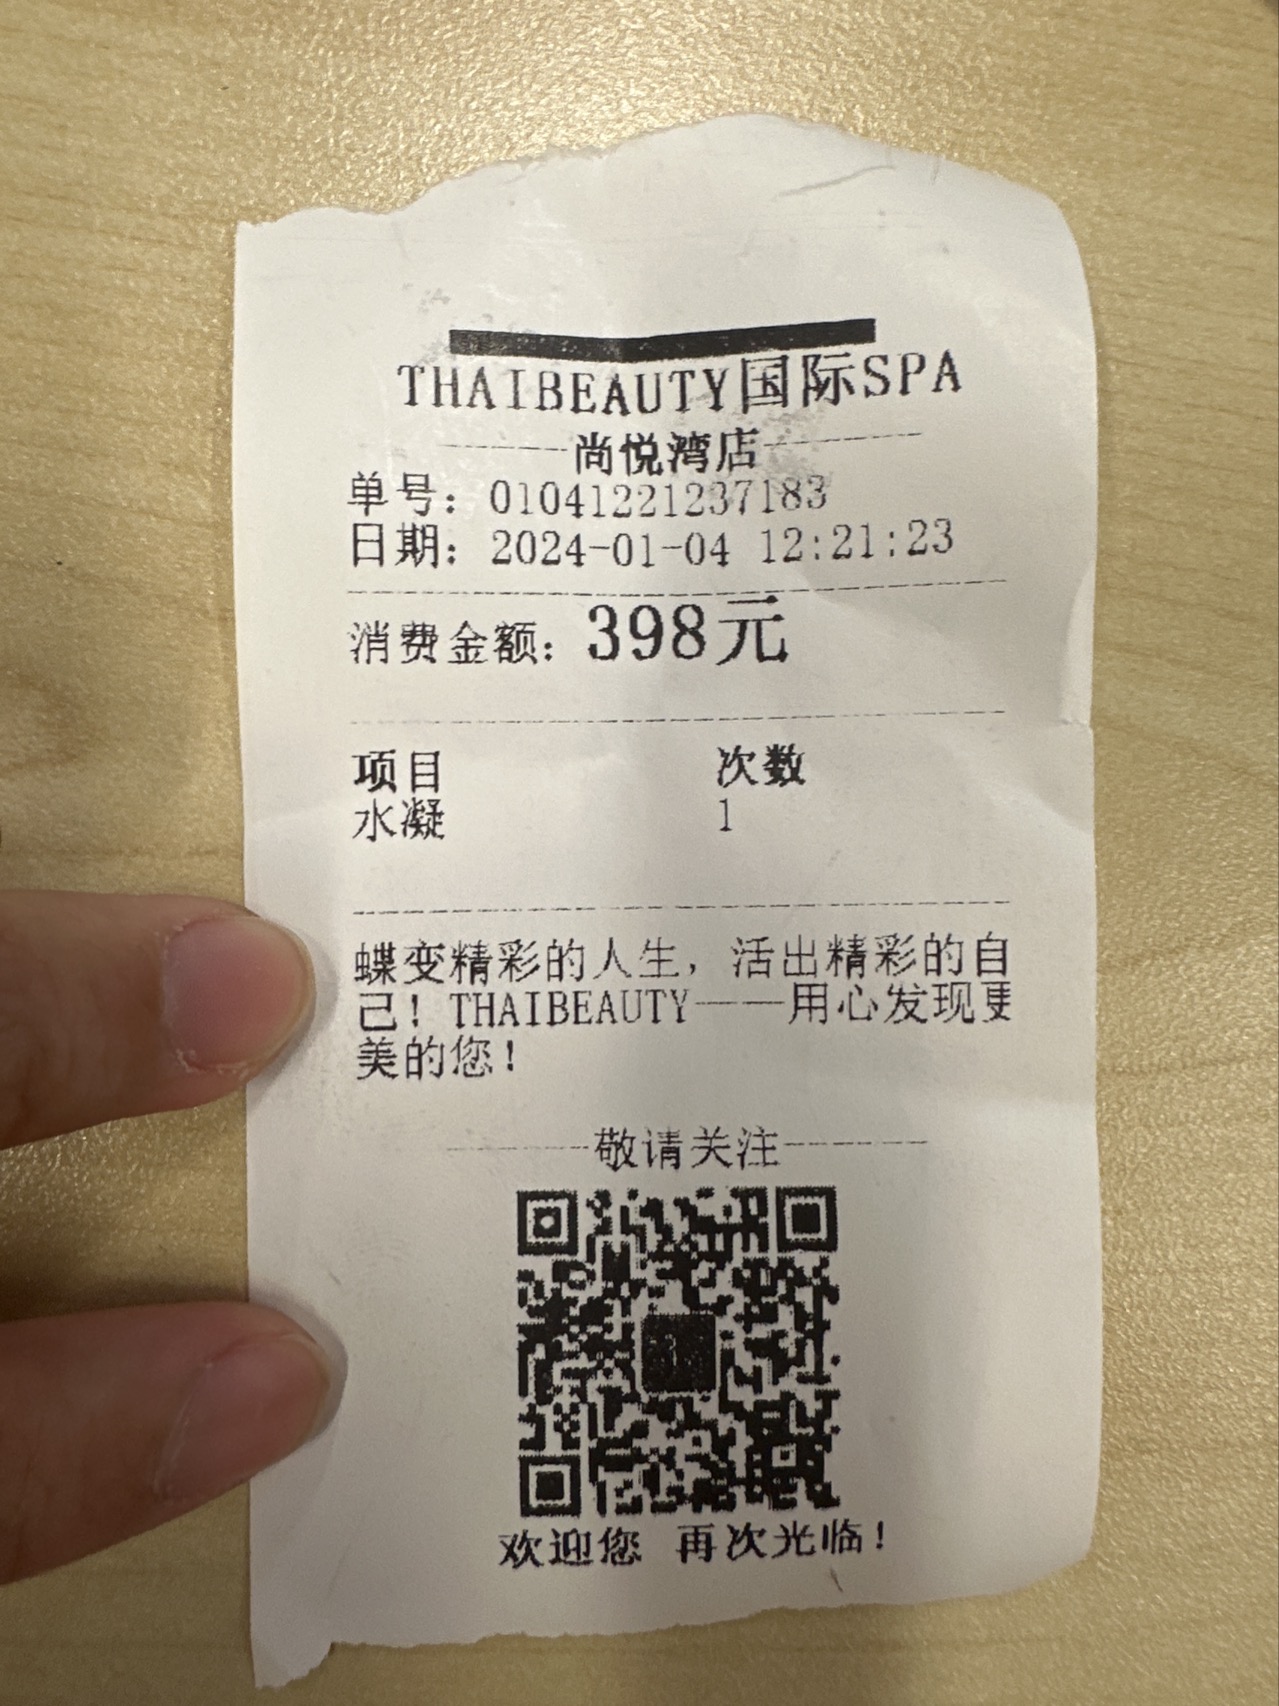 THAIBEAUTY国际SPA
尚悦湾店
单号：01041221237183
日期：2024-01-04 12:21:23
消费金额：398元
项目 次数
水凝 1
蝶变精彩的人生，活出精彩的自
己！THAIBEAUTY——用心发现更
美的您！
敬请关注
欢迎您 再次光临！